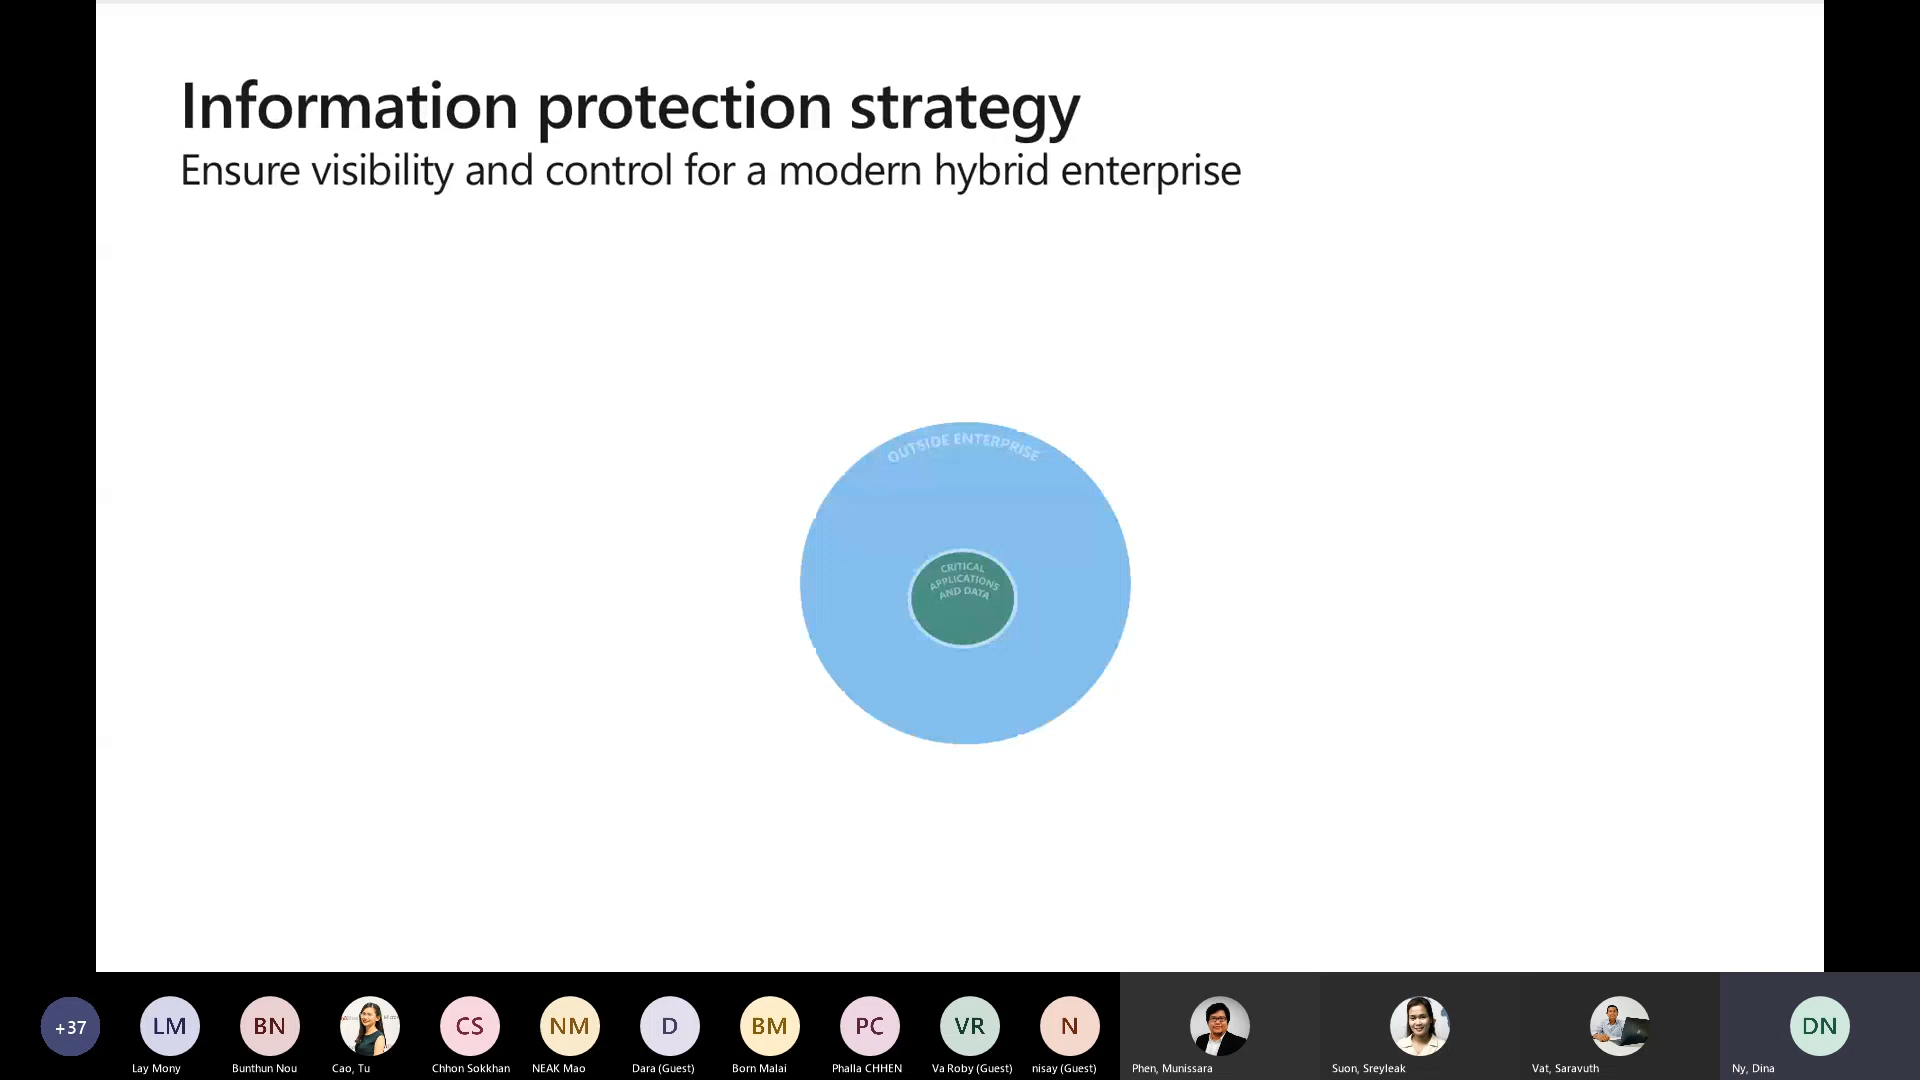 Information protection strategy
Ensure visibility and control for a modern hybrid enterprise
OUTSIDE ENTERPRISE
CRITICAL
APPLICATIONS
AND DATA
+37
LM
BN
CS
NM
D
BM
PC
VR
N
DN
Lay Mony
Bunthun Nou
Cao, Tu
Chhon Sokkhan
NEAK Mao
Dara (Guest)
Born Malai
Phalla CHHEN
Va Roby (Guest)
nisay (Guest)
Phen, Munissara
Suon, Sreyleak
Vat, Saravuth
Ny, Dina